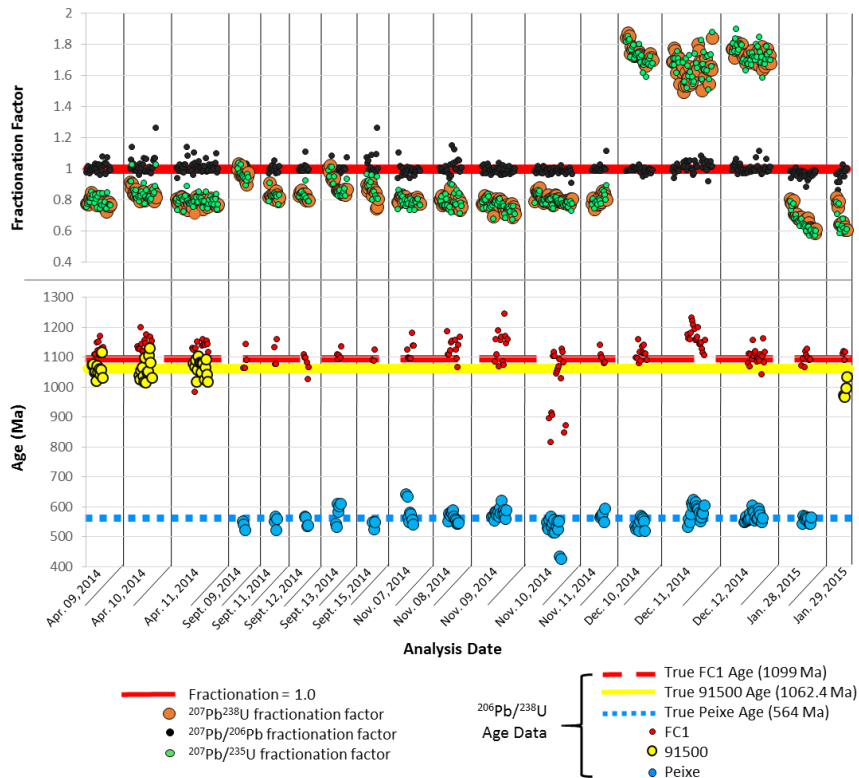 Fractionation Factor
2
1.8
1.6
1.4
1.2
1
0.8
0.6
0.4
Age (Ma)
1300
1200
1100
1000
900
800
700
600
500
400
Apr. 09, 2014
Apr. 10, 2014
Apr. 11, 2014
Sept. 09, 2014
Sept. 11, 2014
Sept. 12, 2014
Sept. 13, 2014
Sept. 15, 2014
Nov. 07, 2014
Nov. 08, 2014
Nov. 09, 2014
Nov. 10, 2014
Nov. 11, 2014
Dec. 10, 2014
Dec. 11, 2014
Dec. 12, 2014
Jan. 28, 2015
Jan. 29, 2015
Analysis Date
Fractionation = 1.0
²⁰⁷Pb²³⁸U fractionation factor
²⁰⁷Pb/²⁰⁶Pb fractionation factor
²⁰⁷Pb/²³⁵U fractionation factor
²⁰⁶Pb/²³⁸U
Age Data
True FC1 Age (1099 Ma)
True 91500 Age (1062.4 Ma)
True Peixe Age (564 Ma)
FC1
91500
Peixe